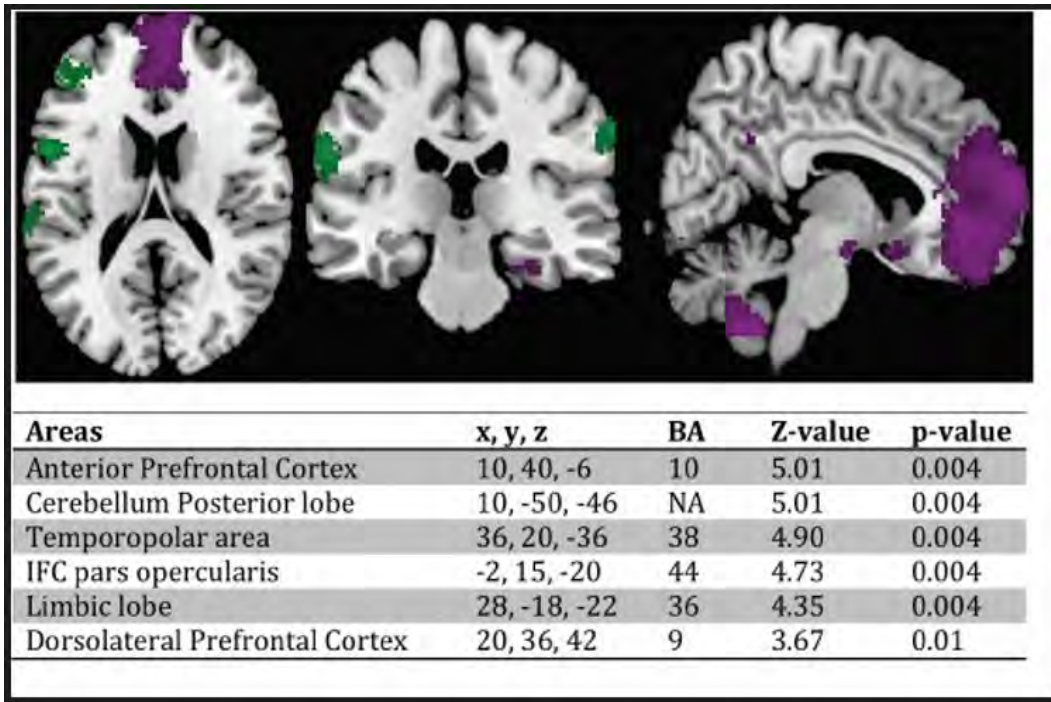 Areas x, y, z BA Z-value p-value
Anterior Prefrontal Cortex 10, 40, -6 10 5.01 0.004
Cerebellum Posterior lobe 10, -50, -46 NA 5.01 0.004
Temporopolar area 36, 20, -36 38 4.90 0.004
IFC pars opercularis -2, 15, -20 44 4.73 0.004
Limbic lobe 28, -18, -22 36 4.35 0.004
Dorsolateral Prefrontal Cortex 20, 36, 42 9 3.67 0.01